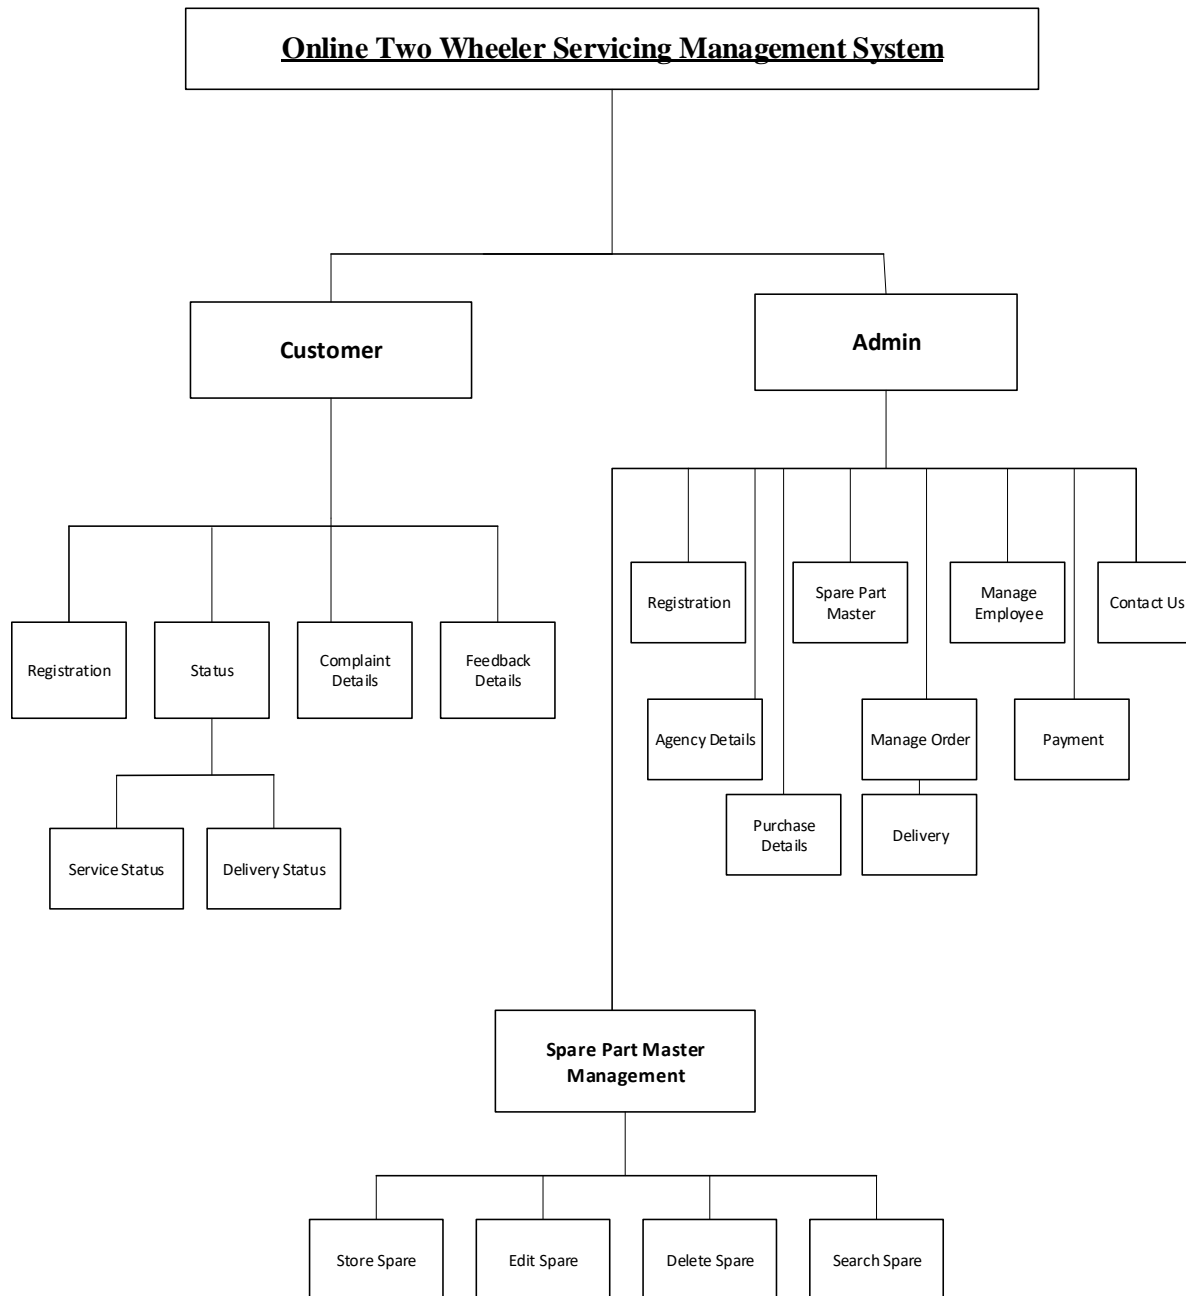 Online Two Wheeler Servicing Management System
Customer
Admin
Registration
Status
Complaint
Details
Feedback
Details
Service Status
Delivery Status
Registration
Spare Part
Master
Manage
Employee
Contact Us
Agency Details
Manage Order
Payment
Purchase
Details
Delivery
Spare Part Master
Management
Store Spare
Edit Spare
Delete Spare
Search Spare